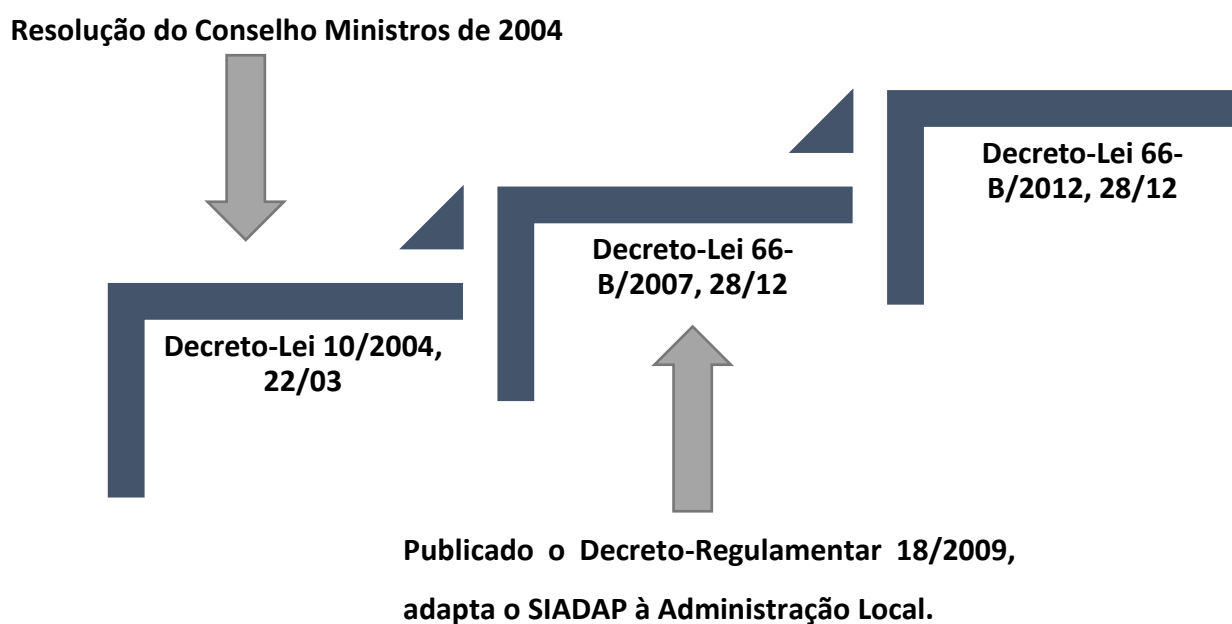 Resolução do Conselho Ministros de 2004
Decreto-Lei 10/2004,
22/03
Decreto-Lei 66-
B/2007, 28/12
Decreto-Lei 66-
B/2012, 28/12
Publicado o Decreto-Regulamentar 18/2009,
adapta o SIADAP à Administração Local.